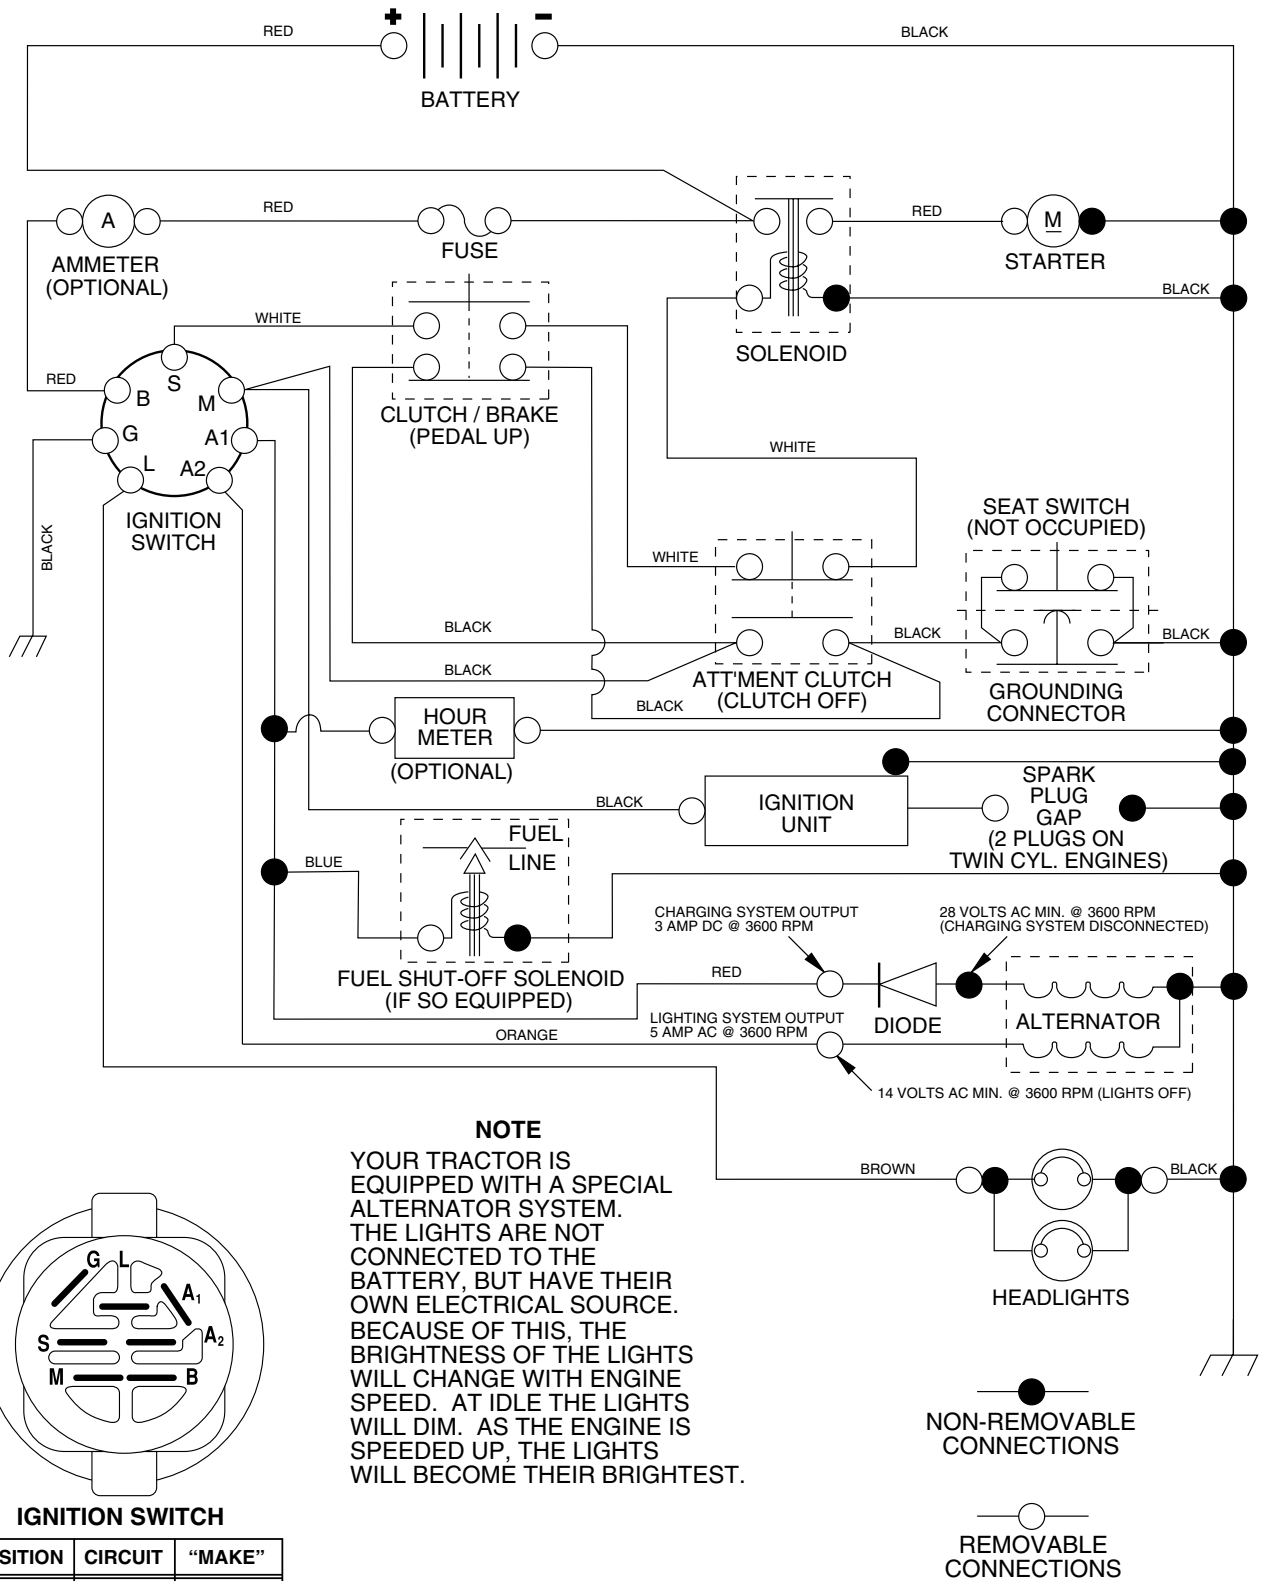 RED
+
-
BLACK
BATTERY
A
RED
AMMETER
(OPTIONAL)
FUSE
RED
M
STARTER
BLACK
SOLENOID
WHITE
RED
S
B
M
G
A1
L
A2
IGNITION
SWITCH
CLUTCH / BRAKE
(PEDAL UP)
WHITE
BLACK
SEAT SWITCH
(NOT OCCUPIED)
WHITE
BLACK
BLACK
BLACK
BLACK
ATT'MENT CLUTCH
(CLUTCH OFF)
BLACK
GROUNDING
CONNECTOR
HOUR
METER
(OPTIONAL)
BLACK
IGNITION
UNIT
SPARK
PLUG
GAP
(2 PLUGS ON
TWIN CYL. ENGINES)
BLUE
FUEL
LINE
FUEL SHUT-OFF SOLENOID
(IF SO EQUIPPED)
CHARGING SYSTEM OUTPUT
3 AMP DC @ 3600 RPM
28 VOLTS AC MIN. @ 3600 RPM
(CHARGING SYSTEM DISCONNECTED)
RED
DIODE
ALTERNATOR
LIGHTING SYSTEM OUTPUT
5 AMP AC @ 3600 RPM
ORANGE
14 VOLTS AC MIN. @ 3600 RPM (LIGHTS OFF)
NOTE
YOUR TRACTOR IS
EQUIPPED WITH A SPECIAL
ALTERNATOR SYSTEM.
THE LIGHTS ARE NOT
CONNECTED TO THE
BATTERY, BUT HAVE THEIR
OWN ELECTRICAL SOURCE.
BECAUSE OF THIS, THE
BRIGHTNESS OF THE LIGHTS
WILL CHANGE WITH ENGINE
SPEED. AT IDLE THE LIGHTS
WILL DIM. AS THE ENGINE IS
SPEEDED UP, THE LIGHTS
WILL BECOME THEIR BRIGHTEST.
BROWN
BLACK
HEADLIGHTS
G L
A1
S
A2
M
B
IGNITION SWITCH
SITION CIRCUIT “MAKE”
NON-REMOVABLE
CONNECTIONS
REMOVABLE
CONNECTIONS